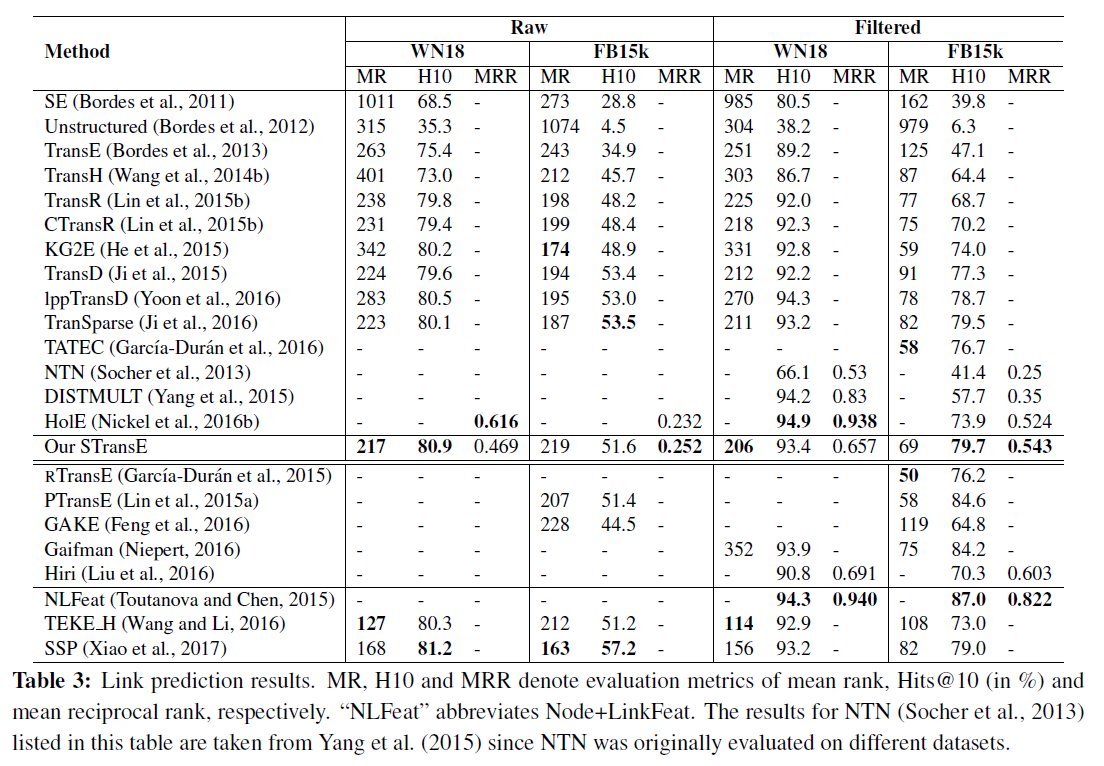 Raw Filtered
Method WN18 FB15k WN18 FB15k
MR H10 MRR MR H10 MRR MR H10 MRR MR H10 MRR
SE (Bordes et al., 2011) 1011 68.5 - 273 28.8 - 985 80.5 - 162 39.8 -
Unstructured (Bordes et al., 2012) 315 35.3 - 1074 4.5 - 304 38.2 - 979 6.3 -
TransE (Bordes et al., 2013) 263 75.4 - 243 34.9 - 251 89.2 - 125 47.1 -
TransH (Wang et al., 2014b) 401 73.0 - 212 45.7 - 303 86.7 - 87 64.4 -
TransR (Lin et al., 2015b) 238 79.8 - 198 48.2 - 225 92.0 - 77 68.7 -
CTransR (Lin et al., 2015b) 231 79.4 - 199 48.4 - 218 92.3 - 75 70.2 -
KG2E (He et al., 2015) 342 80.2 - 174 48.9 - 331 92.8 - 59 74.0 -
TransD (Ji et al., 2015) 224 79.6 - 194 53.4 - 212 92.2 - 91 77.3 -
lppTransD (Yoon et al., 2016) 283 80.5 - 195 53.0 - 270 94.3 - 78 78.7 -
TranSparse (Ji et al., 2016) 223 80.1 - 187 53.5 - 211 93.2 - 82 79.5 -
TATEC (García-Durán et al., 2016) - - - - - - - - - 58 76.7 -
NTN (Socher et al., 2013) - - - - - - - 66.1 0.53 - 41.4 0.25
DISTMULT (Yang et al., 2015) - - - - - - - 94.2 0.83 - 57.7 0.35
HolE (Nickel et al., 2016b) - - 0.616 - - 0.232 - 94.9 0.938 - 73.9 0.524
Our STransE 217 80.9 0.469 219 51.6 0.252 206 93.4 0.657 69 79.7 0.543
RTransE (García-Durán et al., 2015) - - - - - - - - - 50 76.2 -
PTransE (Lin et al., 2015a) - - - 207 51.4 - - - - 58 84.6 -
GAKE (Feng et al., 2016) - - - 228 44.5 - - - - 119 64.8 -
Gaifman (Niepert, 2016) - - - - - - 352 93.9 - 75 84.2 -
Hiri (Liu et al., 2016) - - - - - - - 90.8 0.691 - 70.3 0.603
NLFeat (Toutanova and Chen, 2015) - - - - - - - 94.3 0.940 - 87.0 0.822
TEKE_H (Wang and Li, 2016) 127 80.3 - 212 51.2 - 114 92.9 - 108 73.0 -
SSP (Xiao et al., 2017) 168 81.2 - 163 57.2 - 156 93.2 - 82 79.0 -
Table 3: Link prediction results. MR, H10 and MRR denote evaluation metrics of mean rank, Hits@10 (in %) and
mean reciprocal rank, respectively. “NLFeat” abbreviates Node+LinkFeat. The results for NTN (Socher et al., 2013)
listed in this table are taken from Yang et al. (2015) since NTN was originally evaluated on different datasets.